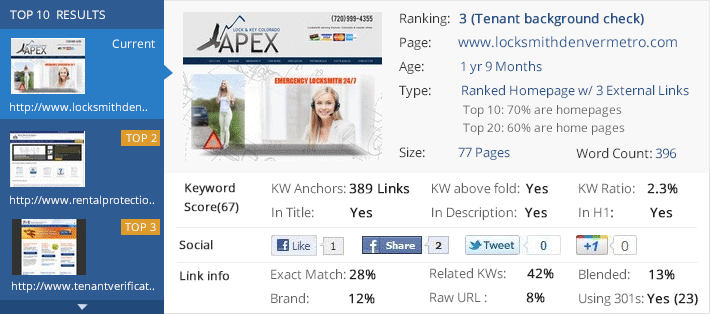 TOP 10 RESULTS
Current
http://www.locksmithden..
TOP 2
http://www.rentalprotectio..
TOP 3
http://www.tenantverificat..
(720)999-4355
LOCK & KEY COLORADO
APEX
EMERGENCY LOCKSMITH 24/7
Ranking: 3 (Tenant background check)
Page: www.locksmithdenvermetro.com
Age: 1 yr 9 Months
Type: Ranked Homepage w/ 3 External Links
Top 10: 70% are homepages
Top 20: 60% are home pages
Size: 77 Pages Word Count: 396
Keyword Score(67)
KW Anchors: 389 Links KW above fold: Yes KW Ratio: 2.3%
In Title: Yes In Description: Yes In H1: Yes
Social Like 1 Share 2 Tweet 0 +1 0
Link info Exact Match: 28% Related KWs: 42% Blended: 13%
Brand: 12% Raw URL : 8% Using 301s: Yes (23)